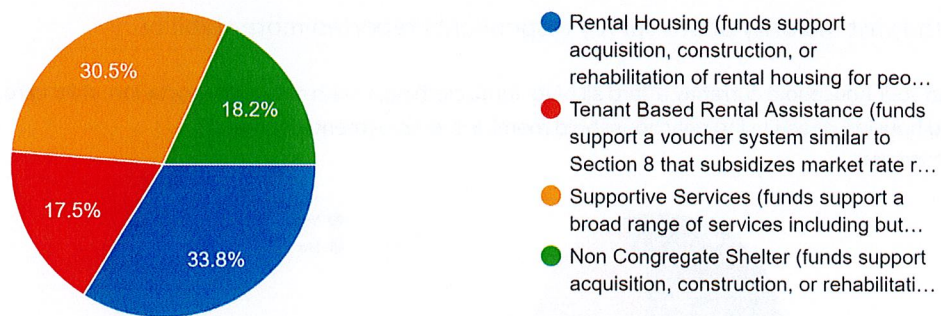 30.5%
18.2%
17.5%
33.8%
Rental Housing (funds support
acquisition, construction, or
rehabilitation of rental housing for peo...
Tenant Based Rental Assistance (funds
support a voucher system similar to
Section 8 that subsidizes market rate r...
Supportive Services (funds support a
broad range of services including but...
Non Congregate Shelter (funds support
acquisition, construction, or rehabilitati...